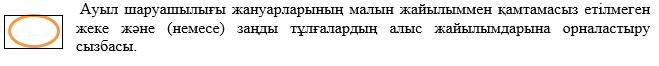 Ауыл шаруашылығы жануарларының малын жайылыммен қамтамасыз етілмеген
жеке және (немесе) заңды тұлғалардың алыс жайылымдарына орналастыру
сызбасы.